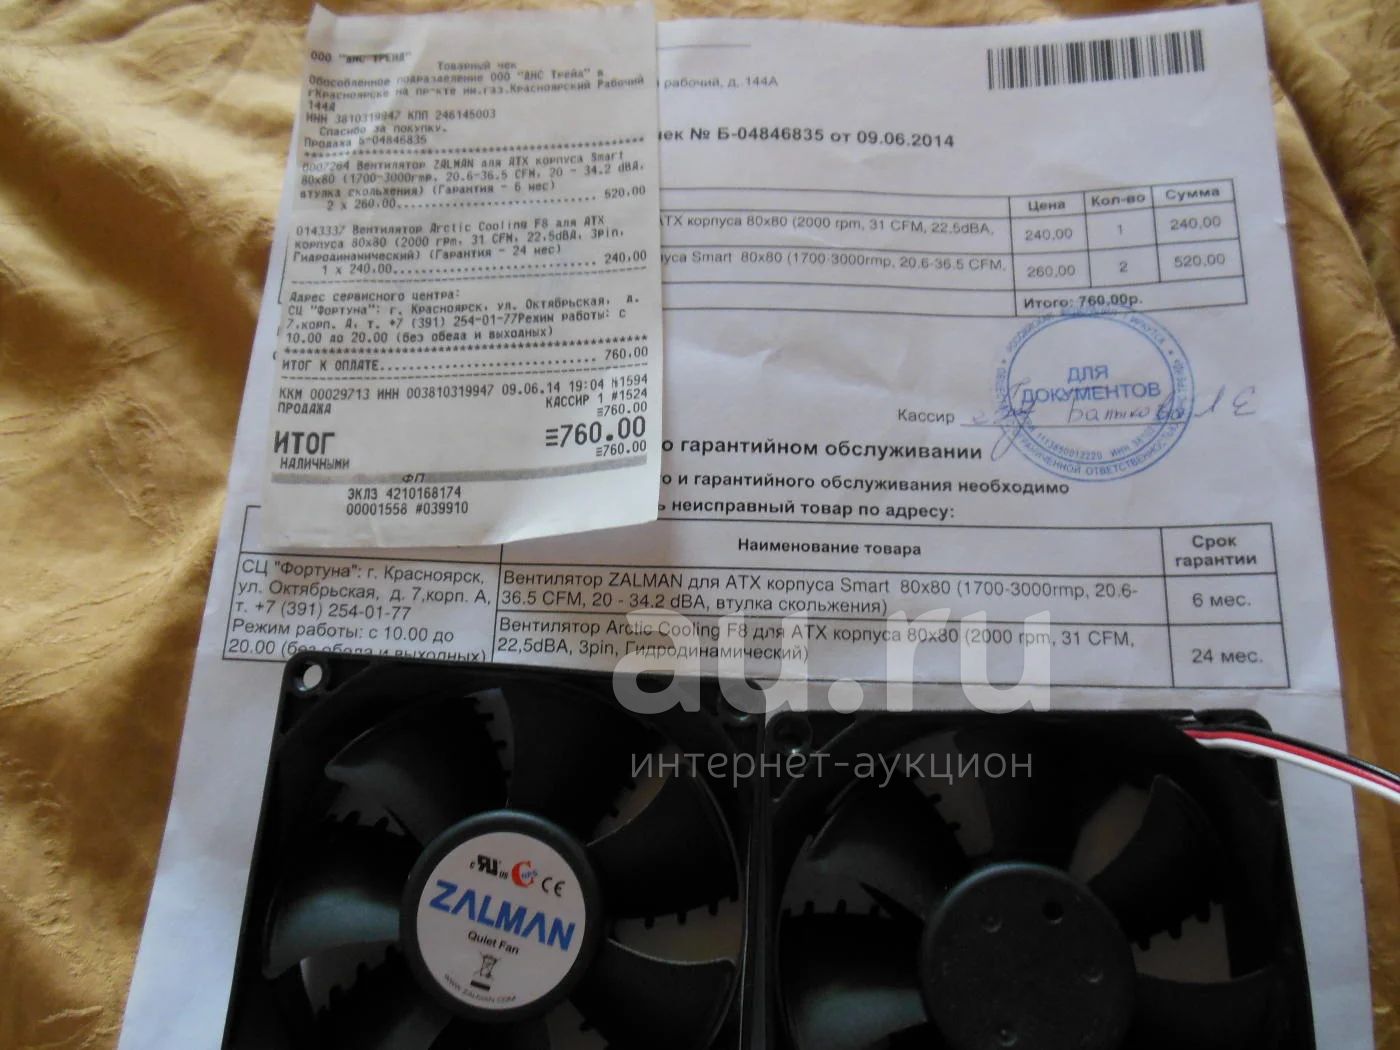 ООО "ДНС ТРЕЙД"
Товарный чек
Обособленное подразделение ООО "ДНС Трейд" в
гКрасноярске на пр-кте им.газ.Красноярский Рабочий
144А
ИНН 3810319947 КПП 246145003
Спасибо за покупку.
Продажа Б-04846835
0007264 Вентилятор ZALMAN для ATX корпуса Smart
80x80 (1700-3000rmp, 20.6-36.5 CFM, 20 - 34.2 dBA,
втулка скольжения) (Гарантия - 6 мес)
2 x 260.00 520.00
0143337 Вентилятор Arctic Cooling F8 для ATX
корпуса 80x80 (2000 rpm, 31 CFM, 22,5dBA, 3pin,
Гидродинамический) (Гарантия - 24 мес)
1 x 240.00 240.00
Адрес сервисного центра:
СЦ "Фортуна": г. Красноярск, ул. Октябрьская, д.
7,корп. А, т. +7 (391) 254-01-77Режим работы: с
10.00 до 20.00 (без обеда и выходных)
ИТОГ К ОПЛАТЕ 760.00
ККМ 00029713 ИНН 003810319947 09.06.14 19:04 №1594
ПРОДАЖА КАССИР 1 #1524
≡760.00
ИТОГ ≡760.00
НАЛИЧНЫМИ ≡760.00
ФП
ЭКЛЗ 4210168174
00001558 #039910
рабочий, д. 144А
чек № Б-04846835 от 09.06.2014
Цена Кол-во Сумма
ATX корпуса 80x80 (2000 rpm, 31 CFM, 22.5dBA, 240,00 1 240,00
Smart 80x80 (1700-3000rmp, 20.6-36.5 CFM, 260,00 2 520,00
Итого: 760,00р.
ДЛЯ
ДОКУМЕНТОВ
Кассир
о гарантийном обслуживании
о и гарантийного обслуживания необходимо
ь неисправный товар по адресу:
Наименование товара Срок
гарантии
СЦ "Фортуна": г. Красноярск,
ул. Октябрьская, д. 7,корп. А,
т. +7 (391) 254-01-77
Режим работы: с 10.00 до
20.00 (без обеда и выходных)
Вентилятор ZALMAN для ATX корпуса Smart 80x80 (1700-3000rmp, 20.6-
36.5 CFM, 20 - 34.2 dBA, втулка скольжения)
6 мес.
Вентилятор Arctic Cooling F8 для ATX корпуса 80x80 (2000 rpm, 31 CFM,
22,5dBA, 3pin, Гидродинамический)
24 мес.
au.ru
интернет-аукцион
ZALMAN
Quiet Fan
WWW.ZALMAN.COM